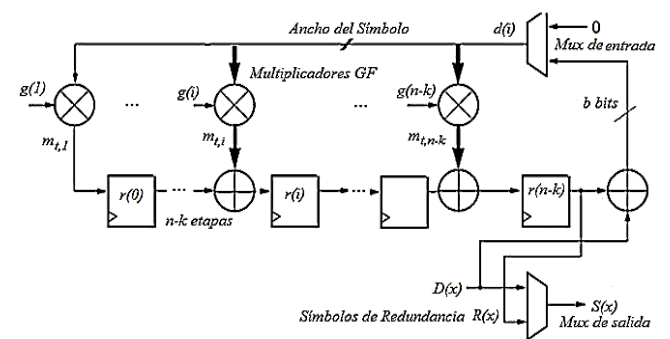 Ancho del Símbolo
d(i)
0
Mux de entrada
Multiplicadores GF
g(1)
...
g(i)
...
g(n-k)
b bits
m_{t,1}
m_{t,i}
m_{t,n-k}
r(0)
...
r(i)
...
r(n-k)
n-k etapas
D(x)
S(x)
Símbolos de Redundancia R(x)
Mux de salida